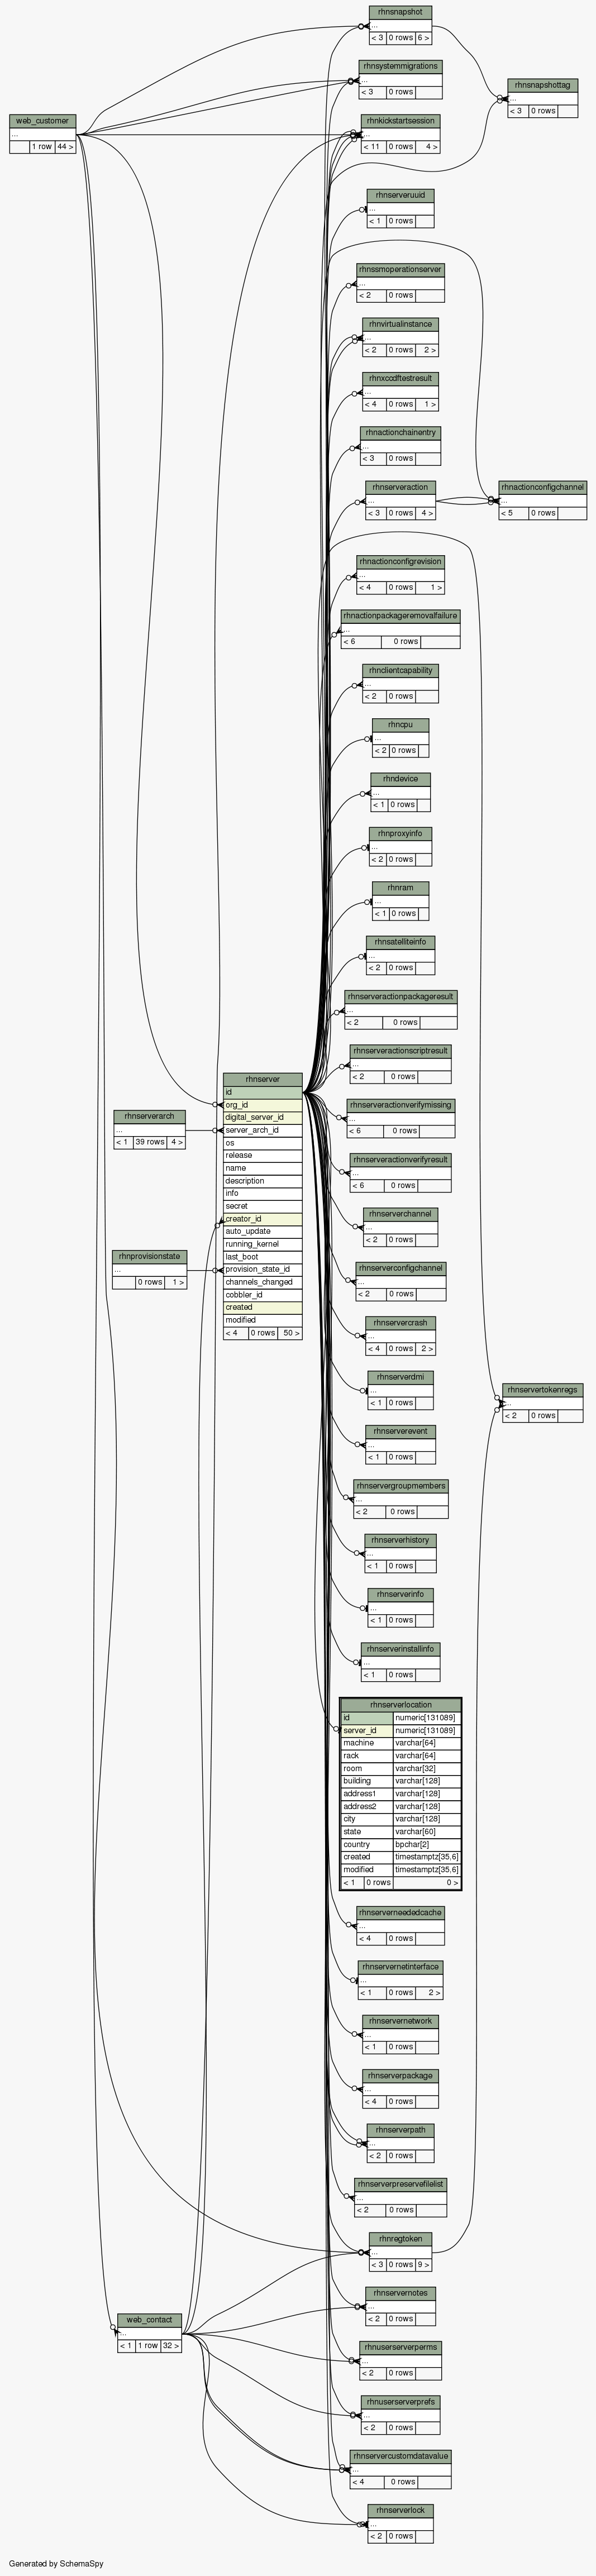 rhnsnapshot
...
< 3 0 rows 6 >
rhnsystemmigrations
...
< 3 0 rows
rhnsnapshottag
...
< 3 0 rows
web_customer
...
1 row 44 >
rhnkickstartsession
...
< 11 0 rows 4 >
rhnserveruuid
...
< 1 0 rows
rhnssmoperationserver
...
< 2 0 rows
rhnvirtualinstance
...
< 2 0 rows 2 >
rhnxccdftestresult
...
< 4 0 rows 1 >
rhnactionchainentry
...
< 3 0 rows
rhnserveraction
...
< 3 0 rows 4 >
rhnactionconfigchannel
...
< 5 0 rows
rhnactionconfigrevision
...
< 4 0 rows 1 >
rhnactionpackageremovalfailure
...
< 6 0 rows
rhnclientcapability
...
< 2 0 rows
rhncpu
...
< 2 0 rows
rhndevice
...
< 1 0 rows
rhnproxyinfo
...
< 2 0 rows
rhnram
...
< 1 0 rows
rhnsatelliteinfo
...
< 2 0 rows
rhnserveractionpackageresult
...
< 2 0 rows
rhnserveractionscriptresult
...
< 2 0 rows
rhnserver
id
org_id
digital_server_id
server_arch_id
os
release
name
description
info
secret
creator_id
auto_update
running_kernel
last_boot
provision_state_id
channels_changed
cobbler_id
created
modified
< 4 0 rows 50 >
rhnserverarch
...
< 1 39 rows 4 >
rhnprovisionstate
...
0 rows 1 >
rhnserveractionverifymissing
...
< 6 0 rows
rhnserveractionverifyresult
...
< 6 0 rows
rhnserverchannel
...
< 2 0 rows
rhnserverconfigchannel
...
< 2 0 rows
rhnservercrash
...
< 4 0 rows 2 >
rhnserverdmi
...
< 1 0 rows
rhnservertokenregs
...
< 2 0 rows
rhnserverevent
...
< 1 0 rows
rhnservergroupmembers
...
< 2 0 rows
rhnserverhistory
...
< 1 0 rows
rhnserverinfo
...
< 1 0 rows
rhnserverinstallinfo
...
< 1 0 rows
rhnserverlocation
id numeric[131089]
server_id numeric[131089]
machine varchar[64]
rack varchar[64]
room varchar[32]
building varchar[128]
address1 varchar[128]
address2 varchar[128]
city varchar[128]
state varchar[60]
country bpchar[2]
created timestamptz[35,6]
modified timestamptz[35,6]
< 1 0 rows 0 >
rhnserverneededcache
...
< 4 0 rows
rhnservernetinterface
...
< 1 0 rows 2 >
rhnservernetwork
...
< 1 0 rows
rhnserverpackage
...
< 4 0 rows
rhnserverpath
...
< 2 0 rows
rhnserverpreservefilelist
...
< 2 0 rows
rhnregtoken
...
< 3 0 rows 9 >
rhnservernotes
...
< 2 0 rows
web_contact
...
< 1 1 row 32 >
rhnuserserverperms
...
< 2 0 rows
rhnuserserverprefs
...
< 2 0 rows
rhnservercustomdatavalue
...
< 4 0 rows
rhnserverlock
...
< 2 0 rows
Generated by SchemaSpy